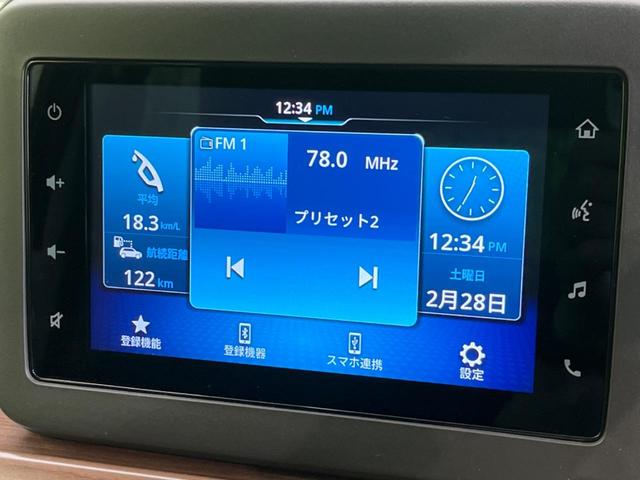 12:34 PM
FM 1
78.0 MHz
プリセット2
平均
18.3 km/L
航続距離
122 km
12:34 PM
土曜日
2月28日
登録機能
登録機器
スマホ連携
設定